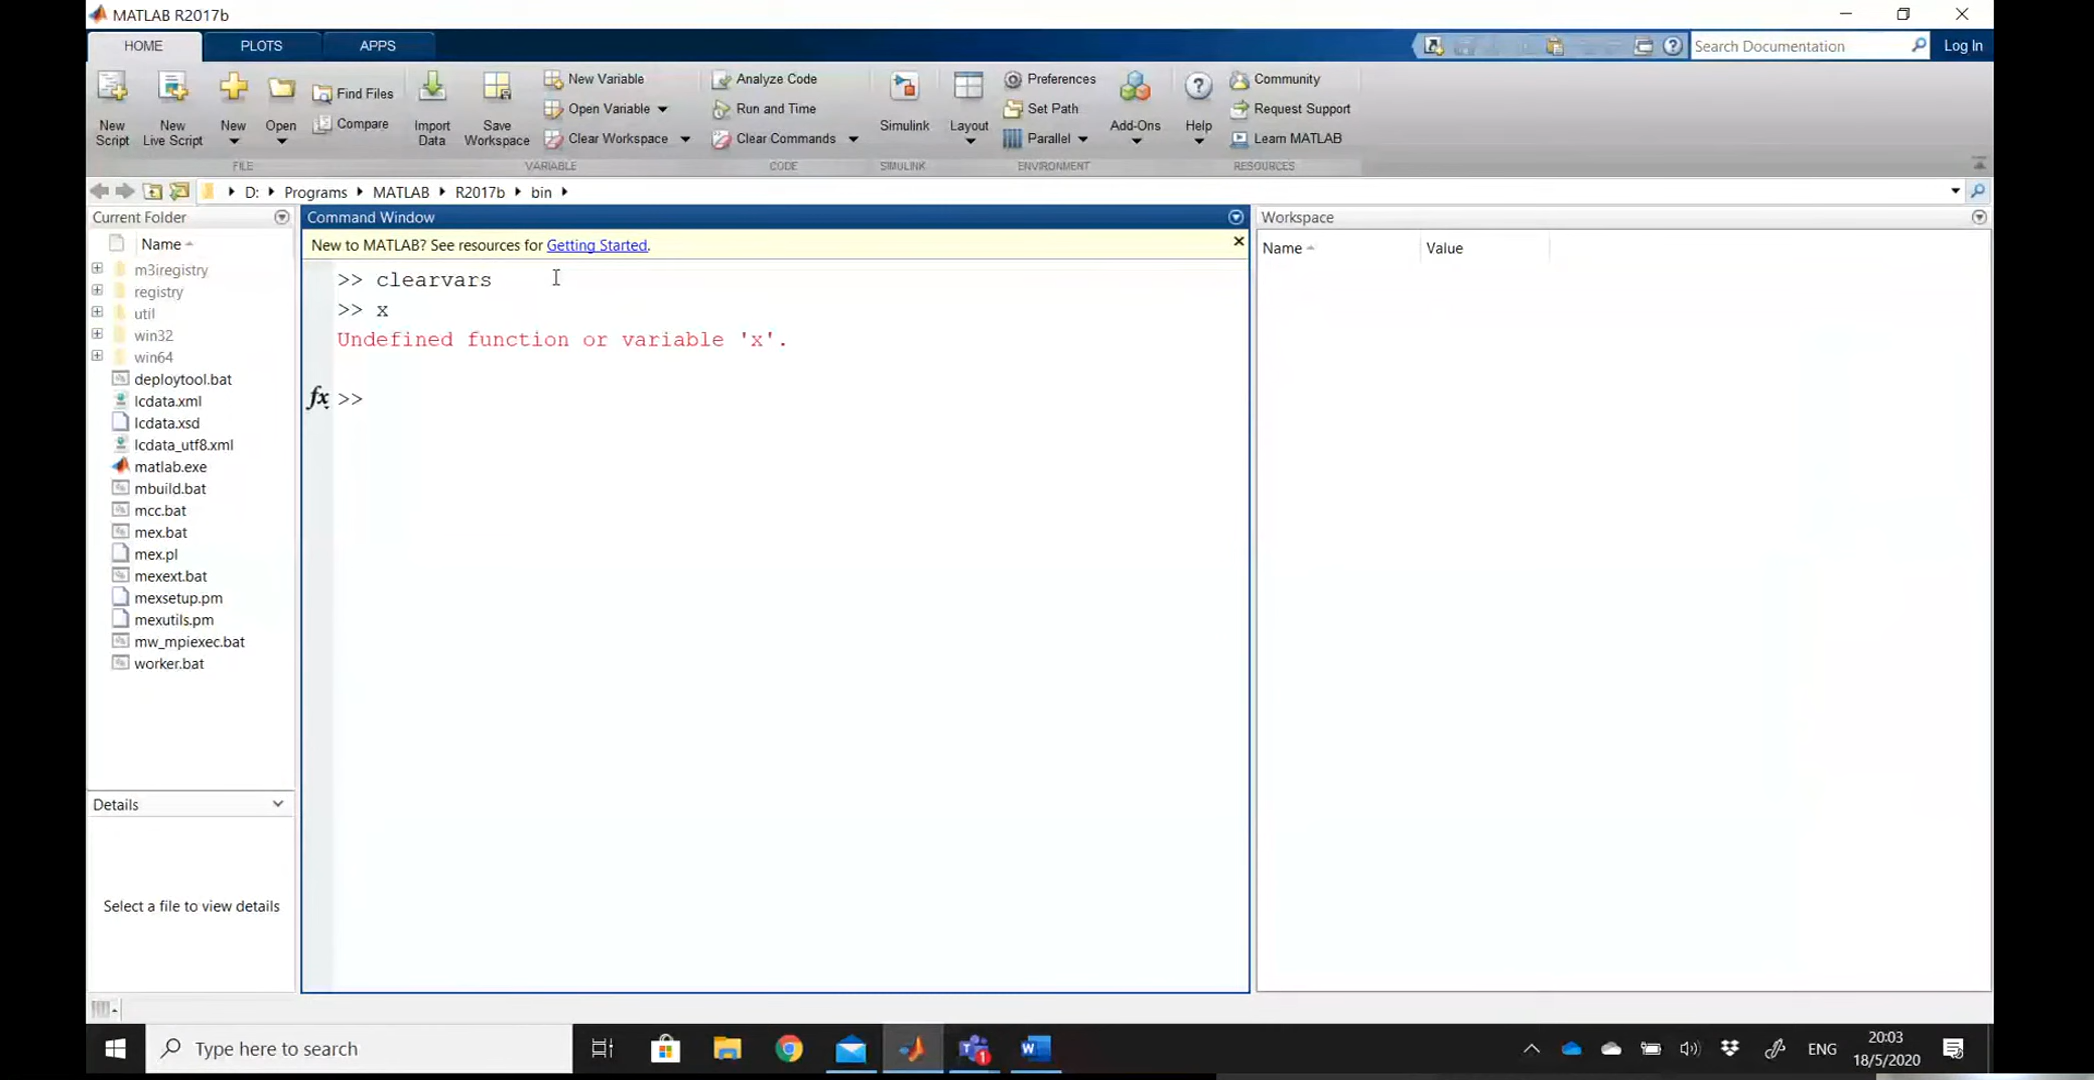 MATLAB R2017b
HOME PLOTS APPS
Search Documentation Log In
New Script
New Live Script
New
Open
Find Files
Compare
FILE
Import Data
Save Workspace
New Variable
Open Variable
Clear Workspace
VARIABLE
Analyze Code
Run and Time
Clear Commands
CODE
Simulink
SIMULINK
Layout
Preferences
Set Path
Parallel
ENVIRONMENT
Add-Ons
Help
Community
Request Support
Learn MATLAB
RESOURCES
D: Programs MATLAB R2017b bin
Current Folder
Name
m3iregistry
registry
util
win32
win64
deploytool.bat
lcdata.xml
lcdata.xsd
lcdata_utf8.xml
matlab.exe
mbuild.bat
mcc.bat
mex.bat
mex.pl
mexext.bat
mexsetup.pm
mexutils.pm
mw_mpiexec.bat
worker.bat
Details
Select a file to view details
Command Window
New to MATLAB? See resources for Getting Started.
>> clearvars
>> x
Undefined function or variable 'x'.
fx >>
Workspace
Name Value
Type here to search
1
ENG
20:03
18/5/2020